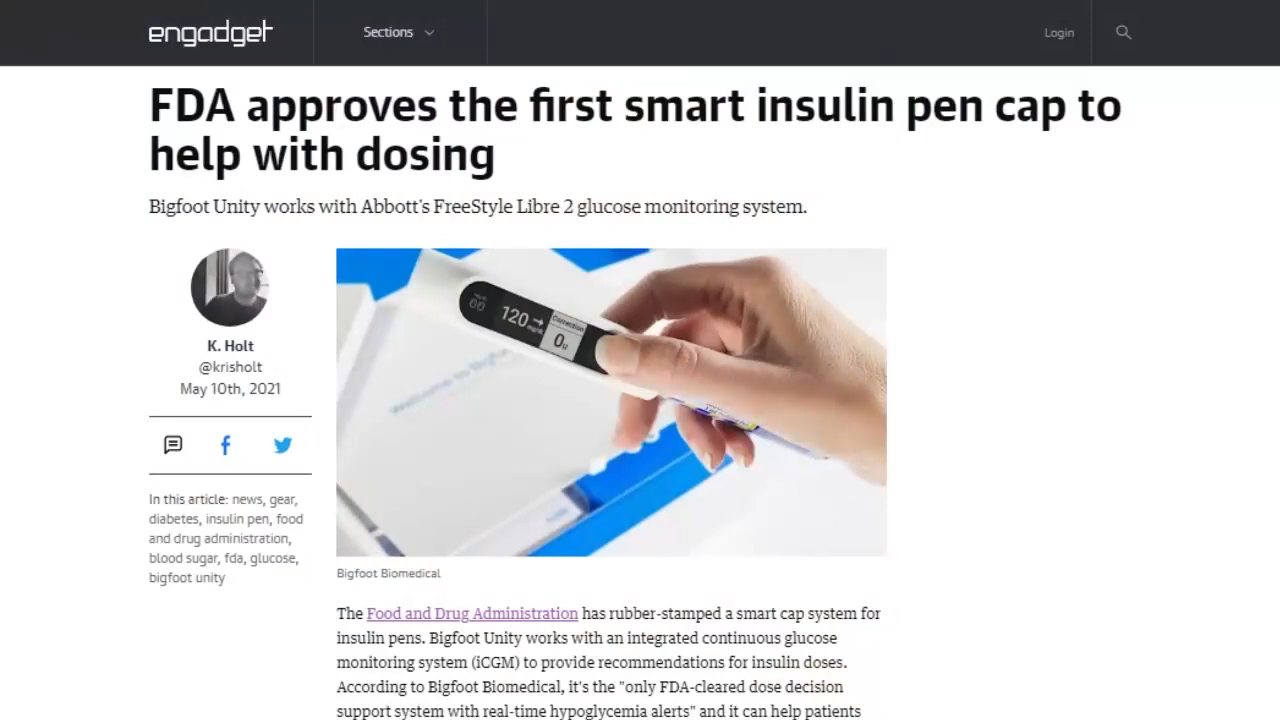 engadget
Sections
Login
FDA approves the first smart insulin pen cap to
help with dosing
Bigfoot Unity works with Abbott's FreeStyle Libre 2 glucose monitoring system.
K. Holt
@krisholt
May 10th, 2021
In this article: news, gear,
diabetes, insulin pen, food
and drug administration,
blood sugar, fda, glucose,
bigfoot unity
120
mg/dL
Correction
0u
Welcome to Bigfo
Bigfoot Biomedical
The Food and Drug Administration has rubber-stamped a smart cap system for
insulin pens. Bigfoot Unity works with an integrated continuous glucose
monitoring system (iCGM) to provide recommendations for insulin doses.
According to Bigfoot Biomedical, it's the "only FDA-cleared dose decision
support system with real-time hypoglycemia alerts" and it can help patients